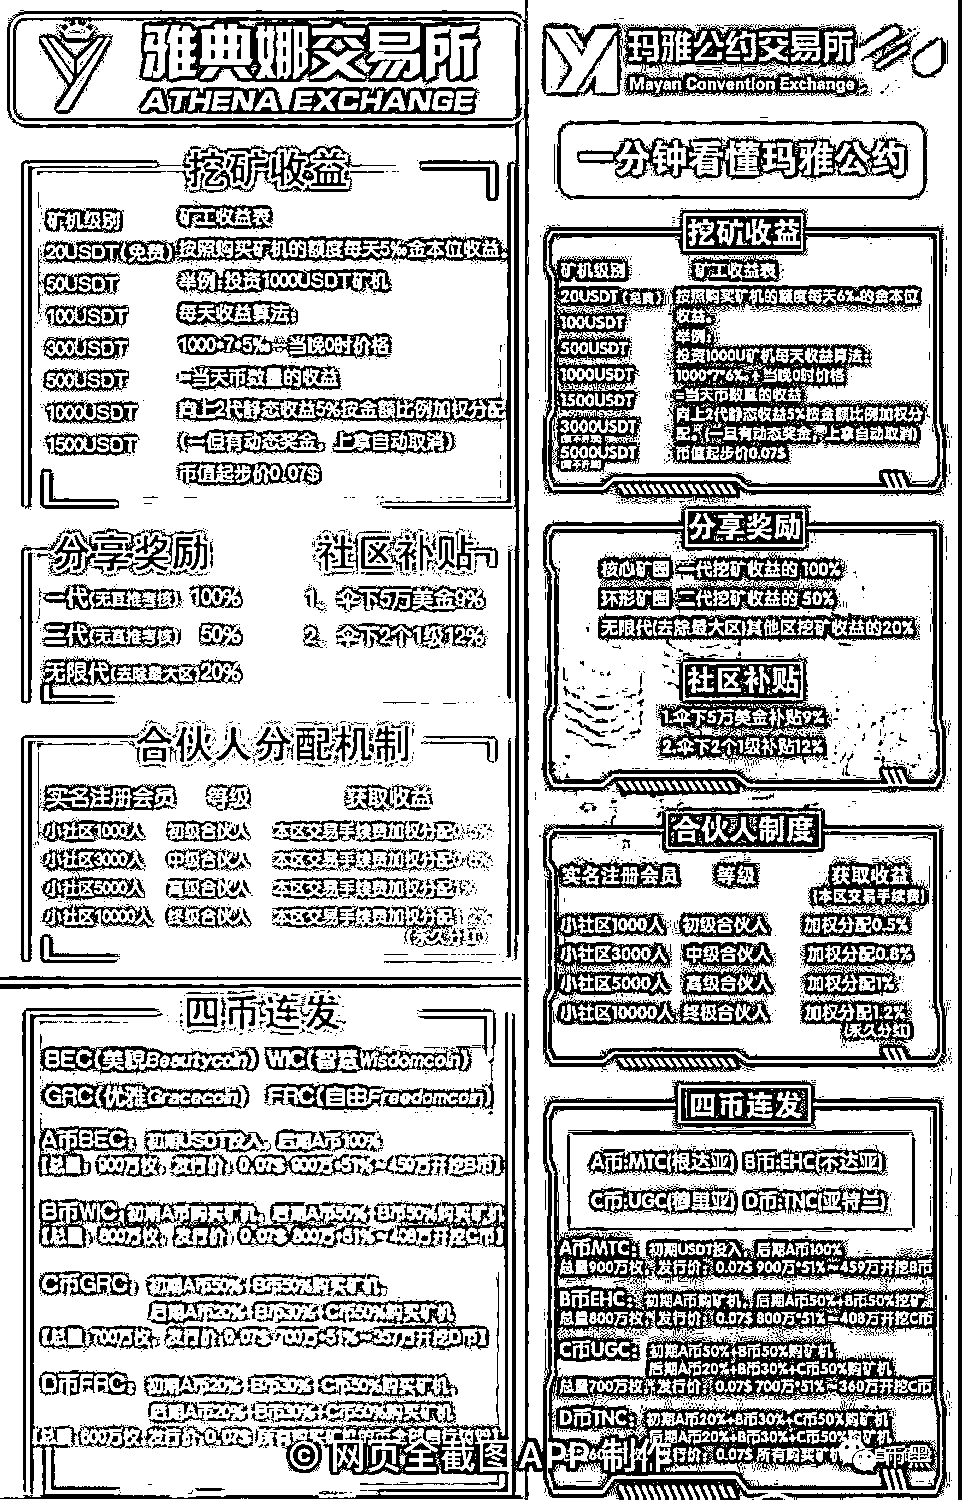 雅典娜交易所
ATHENA EXCHANGE
挖矿收益
矿机级别 矿工收益表
20USDT(免费) 按照购买矿机的额度每天5‰金本位收益。
50USDT 举例:投资1000USDT矿机
100USDT 每天收益算法:
300USDT 1000*7*5‰÷当晚0时价格
500USDT =当天币数量的收益
1000USDT 向上2代静态收益5%按金额比例加权分配
1500USDT (一但有动态奖金,上拿自动取消)
币值起步价0.07$
分享奖励 社区补贴
一代(无直推考核) 100% 1、伞下5万美金9%
二代(无直推考核) 50% 2、伞下2个1级12%
无限代(去除最大区)20%
合伙人分配机制
实名注册会员 等级 获取收益
小社区1000人 初级合伙人 本区交易手续费加权分配0.5%
小社区3000人 中级合伙人 本区交易手续费加权分配0.8%
小社区5000人 高级合伙人 本区交易手续费加权分配1%
小社区10000人 终级合伙人 本区交易手续费加权分配1.2%
(永久分红)
四币连发
BEC(美貌Beautycoin) WIC(智慧Wisdomcoin)
GRC(优雅Gracecoin) FRC(自由Freedomcoin)
A币BEC: 初期USDT投入,后期A币100%
【总量:900万枚,发行价:0.07$ 900万*51%=459万开挖B币】
B币WIC:初期A币购买矿机,后期A币50% B币50%购买矿机
【总量:800万枚,发行价:0.07$ 800万*51%=408万开挖C币】
C币GRC: 初期A币50% B币50%购买矿机,
后期A币20% B币30% C币50%购买矿机
【总量:700万枚,发行价:0.07$ 700万*51%=357万开挖D币】
D币FRC: 初期A币20% B币30% C币50%购买矿机,
后期A币20% B币30% C币50%购买矿机
【总量:600万枚,发行价:0.07$
玛雅公约交易所
Mayan Convention Exchange
一分钟看懂玛雅公约
挖矿收益
矿机级别 矿工收益表
20USDT(免费) 按照购买矿机的额度每天6‰的金本位
100USDT 收益。
举例:
500USDT 投资1000U矿机每天收益算法:
1000USDT 1000*7*6‰÷当晚0时价格
1500USDT =当天币数量的收益
3000USDT 向上2代静态收益5%按金额比例加权分
配。(一旦有动态奖金,上拿自动取消)
5000USDT 币值起步价0.07$
分享奖励
核心矿圈 一代挖矿收益的100%
环形矿圈 二代挖矿收益的50%
无限代(去除最大区)其他区挖矿收益的20%
社区补贴
1.伞下5万美金补贴9%
2.伞下2个1级补贴12%
合伙人制度
实名注册会员 等级 获取收益
(本区交易手续费)
小社区1000人 初级合伙人 加权分配0.5%
小社区3000人 中级合伙人 加权分配0.8%
小社区5000人 高级合伙人 加权分配1%
小社区10000人 终极合伙人 加权分配1.2%
(永久分红)
四币连发
A币:MTC(根达亚) B币:EHC(不达亚)
C币:UGC(穆里亚) D币:TNC(亚特兰)
A币MTC: 初期USDT投入,后期A币100%
总量900万枚,发行价:0.07$ 900万*51%=459万开挖B币
B币EHC: 初期A币购矿机,后期A币50%+B币50%挖矿
总量800万枚,发行价:0.07$ 800万*51%=408万开挖C币
C币UGC: 初期A币50%+B币50%购矿机
后期A币20%+B币30%+C币50%购矿机
总量700万枚,发行价:0.07$ 700万*51%=360万开挖C币
D币TNC: 初期A币20%+B币30%+C币50%购矿机
后期A币20%+B币30%+C币50%购矿机
发行价:0.07$ 所有购买矿机
© 网页全截图 APP 制作
币黑